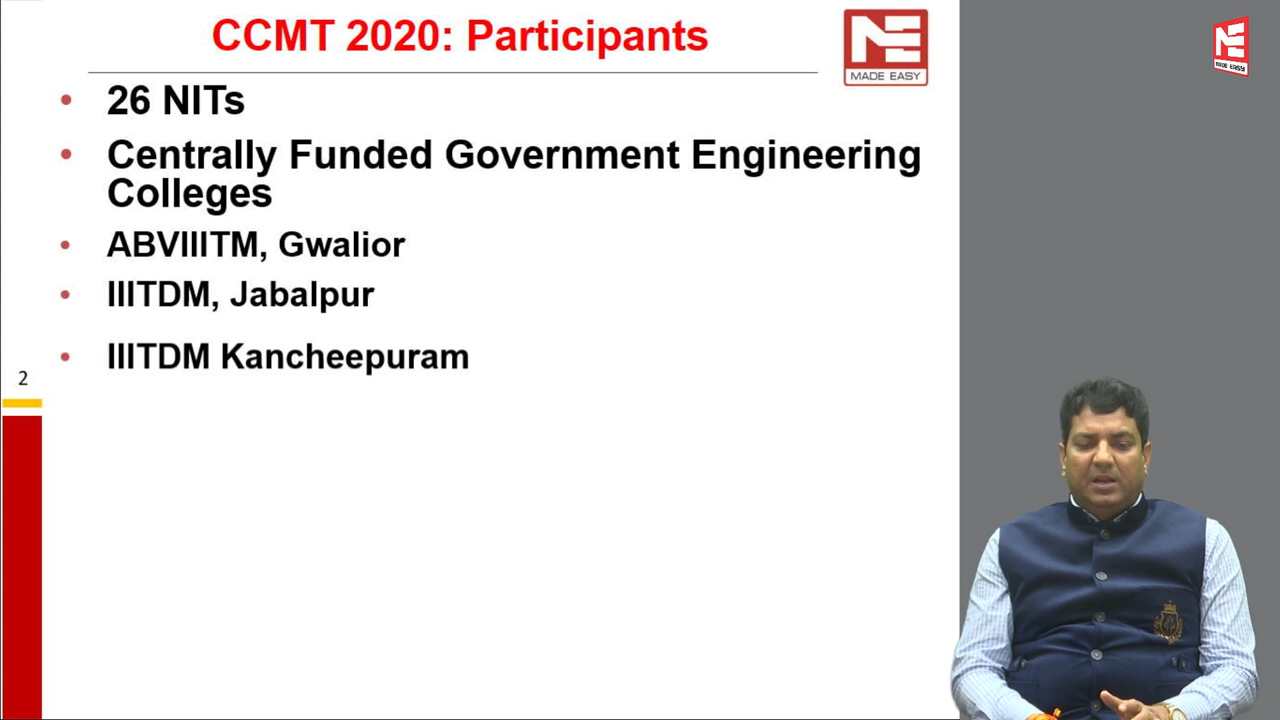 CCMT 2020: Participants
MADE EASY
MADE EASY
• 26 NITs
• Centrally Funded Government Engineering
Colleges
• ABVIIITM, Gwalior
• IIITDM, Jabalpur
• IIITDM Kancheepuram
2